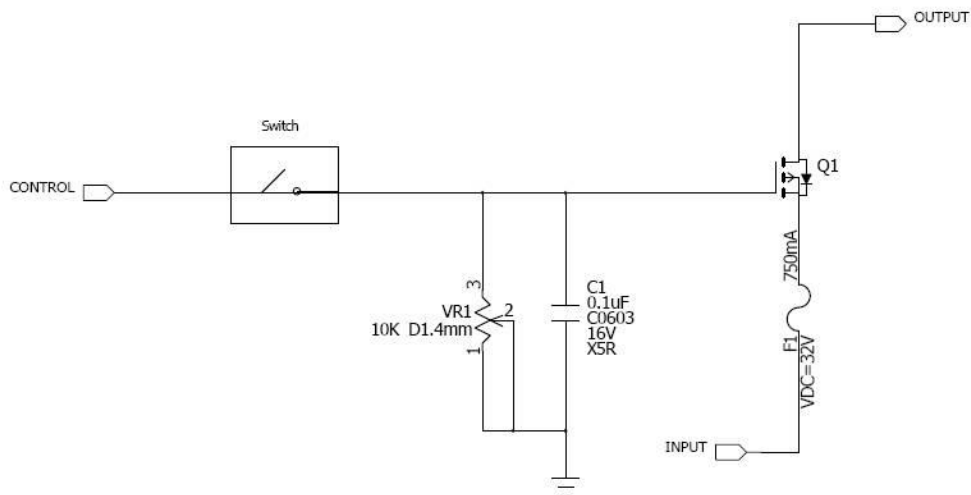 OUTPUT
Switch
Q1
CONTROL
750mA
3
C1
0.1uF
VR1
2
C0603
10K D1.4mm
16V
1
X5R
F1
VDC=32V
INPUT